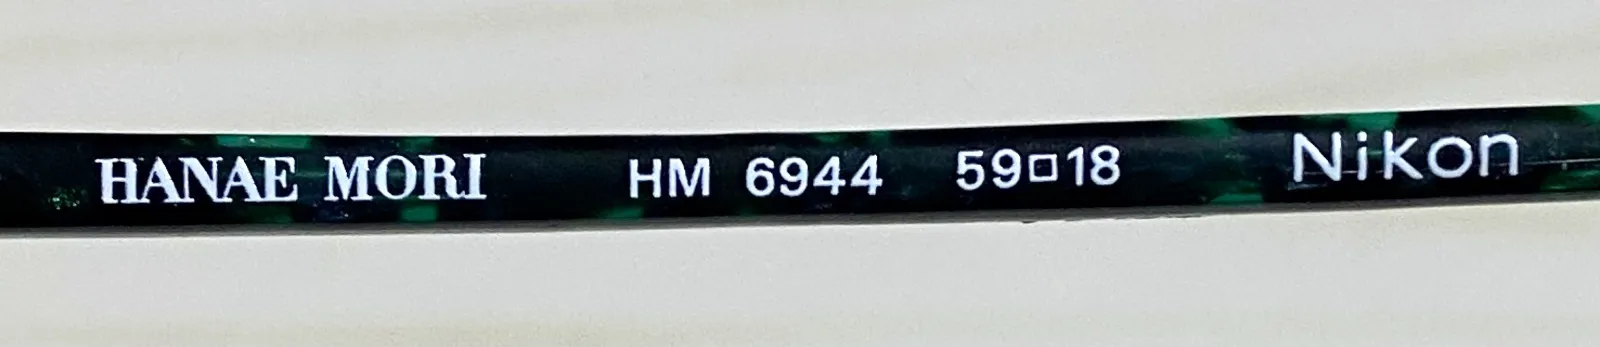 HANAE MORI HM 6944 59□18 Nikon